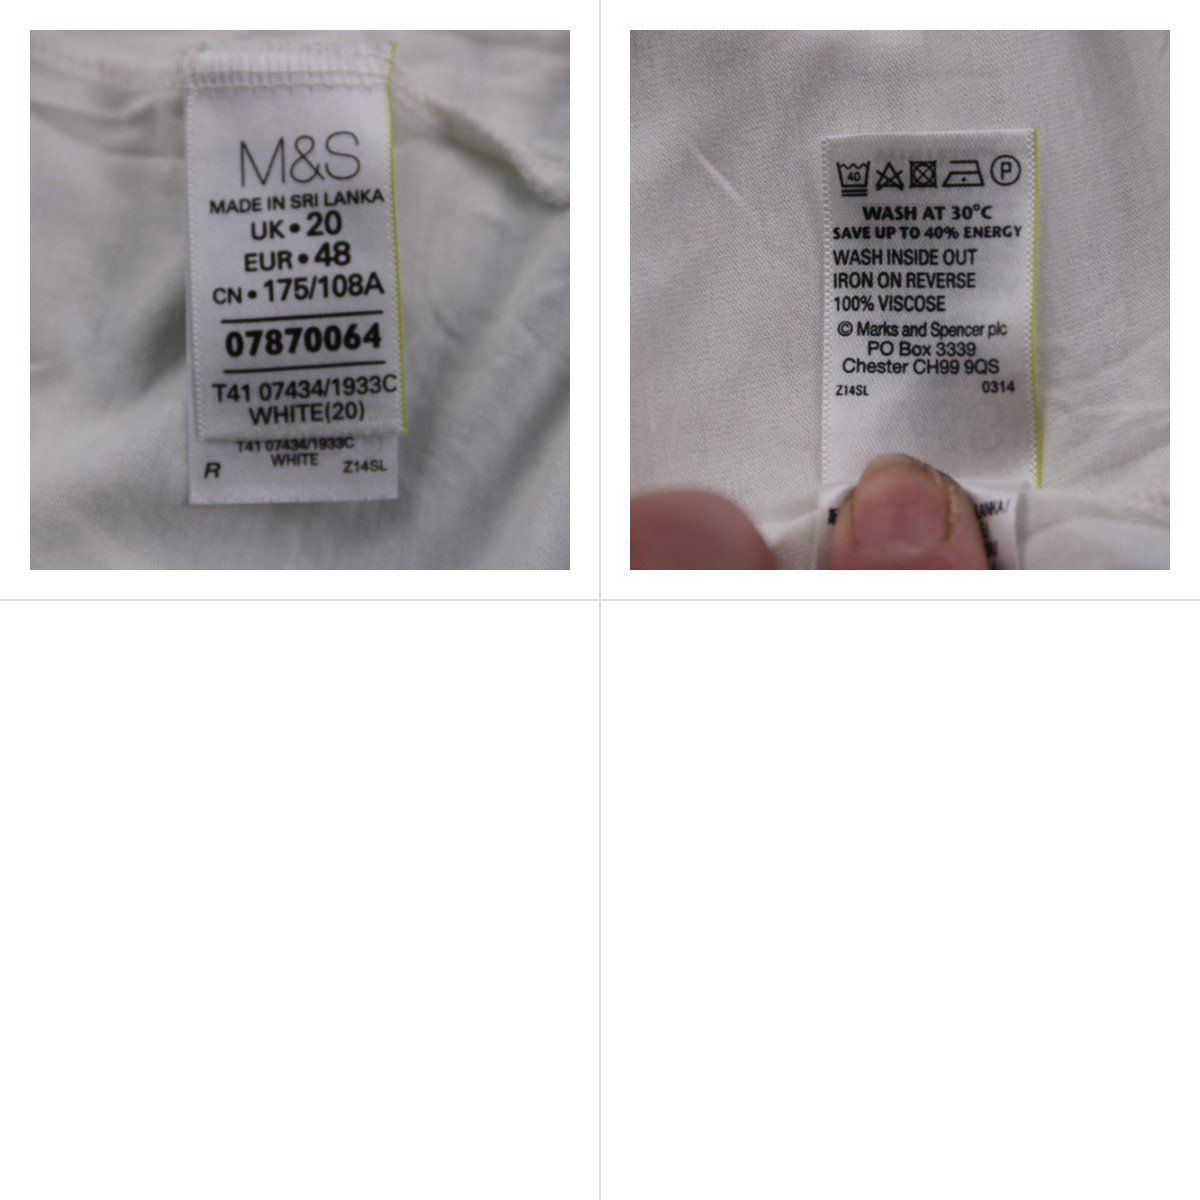 M&S
MADE IN SRI LANKA
UK • 20
EUR • 48
CN • 175/108A
07870064
T41 07434/1933C
WHITE(20)
T41 07434/1933C
WHITE
R Z14SL
40 P
WASH AT 30°C
SAVE UP TO 40% ENERGY
WASH INSIDE OUT
IRON ON REVERSE
100% VISCOSE
© Marks and Spencer plc
PO Box 3339
Chester CH99 9QS
Z14SL 0314